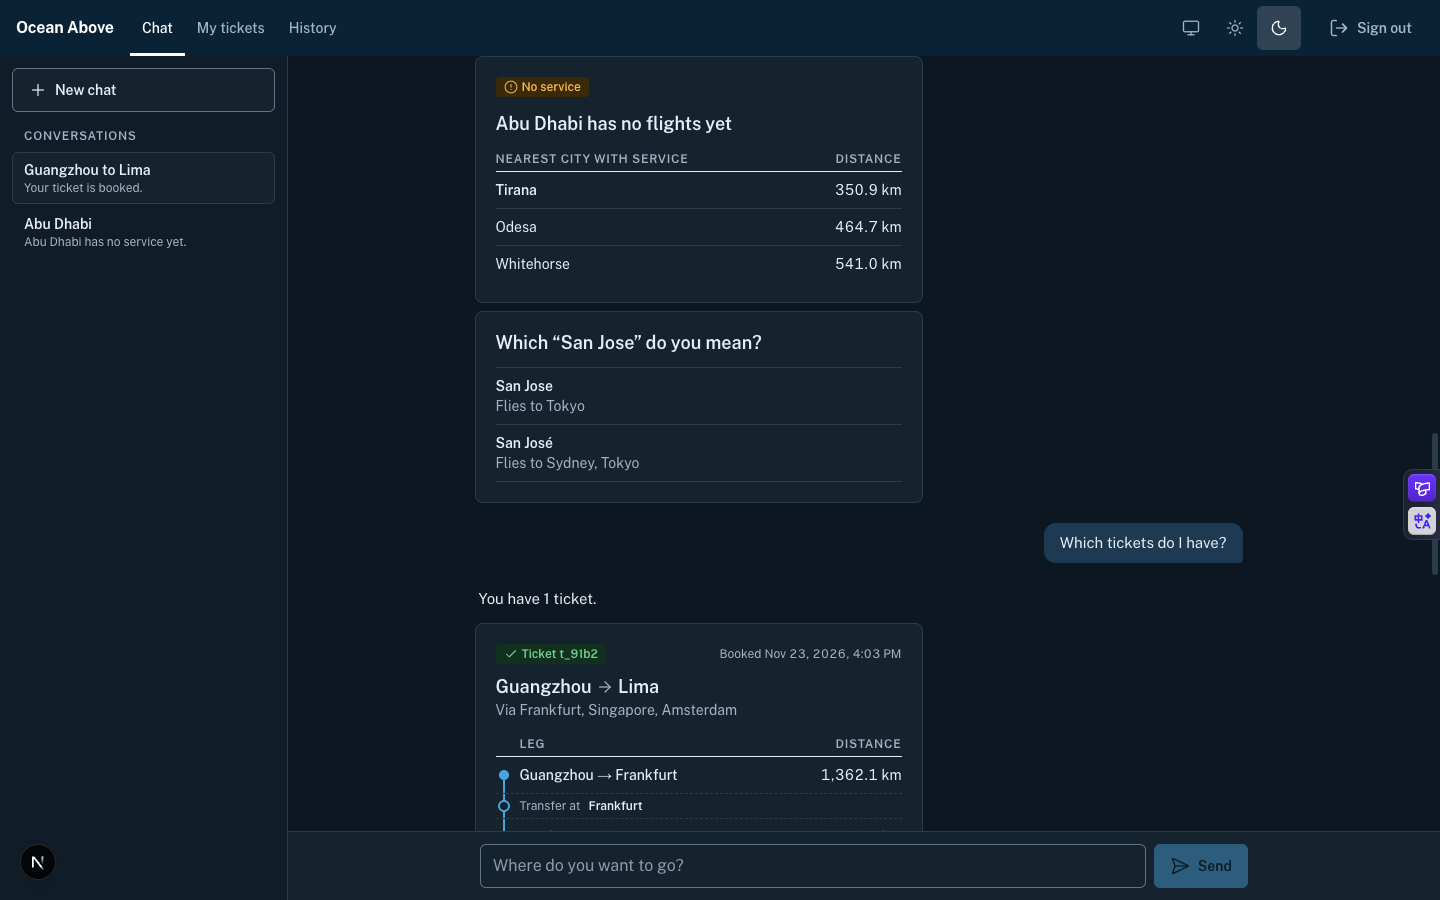 Ocean Above
Chat
My tickets
History
Sign out
New chat
CONVERSATIONS
Guangzhou to Lima
Your ticket is booked.
Abu Dhabi
Abu Dhabi has no service yet.
No service
Abu Dhabi has no flights yet
NEAREST CITY WITH SERVICE DISTANCE
Tirana 350.9 km
Odesa 464.7 km
Whitehorse 541.0 km
Which “San Jose” do you mean?
San Jose
Flies to Tokyo
San José
Flies to Sydney, Tokyo
Which tickets do I have?
You have 1 ticket.
Ticket t_91b2 Booked Nov 23, 2026, 4:03 PM
Guangzhou → Lima
Via Frankfurt, Singapore, Amsterdam
LEG DISTANCE
Guangzhou → Frankfurt 1,362.1 km
Transfer at Frankfurt
Where do you want to go?
Send
N